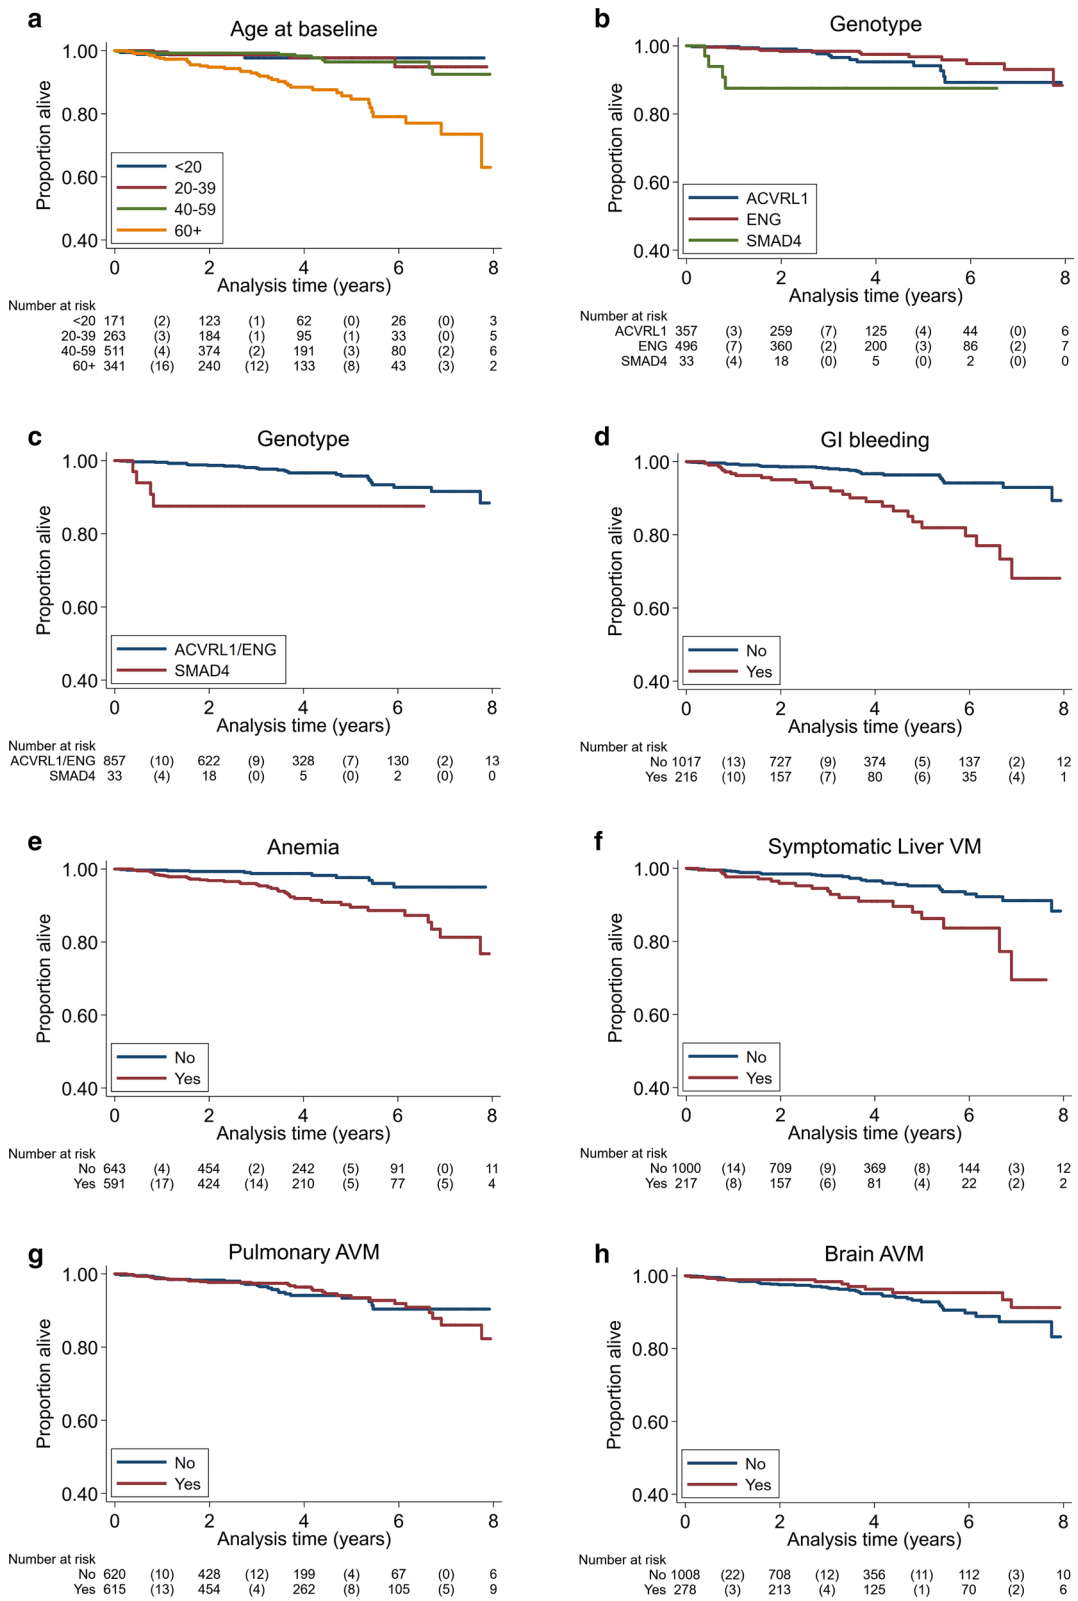 a
Age at baseline
Proportion alive
1.00
0.80
0.60
0.40
<20
20-39
40-59
60+
0 2 4 6 8
Analysis time (years)
Number at risk
<20 171 (2) 123 (1) 62 (0) 26 (0) 3
20-39 263 (3) 184 (1) 95 (1) 33 (0) 5
40-59 511 (4) 374 (2) 191 (3) 80 (2) 6
60+ 341 (16) 240 (12) 133 (8) 43 (3) 2
b
Genotype
Proportion alive
1.00
0.80
0.60
0.40
ACVRL1
ENG
SMAD4
0 2 4 6 8
Analysis time (years)
Number at risk
ACVRL1 357 (3) 259 (7) 125 (4) 44 (0) 6
ENG 496 (7) 360 (2) 200 (3) 86 (2) 7
SMAD4 33 (4) 18 (0) 5 (0) 2 (0) 0
c
Genotype
Proportion alive
1.00
0.80
0.60
0.40
ACVRL1/ENG
SMAD4
0 2 4 6 8
Analysis time (years)
Number at risk
ACVRL1/ENG 857 (10) 622 (9) 328 (7) 130 (2) 13
SMAD4 33 (4) 18 (0) 5 (0) 2 (0) 0
d
GI bleeding
Proportion alive
1.00
0.80
0.60
0.40
No
Yes
0 2 4 6 8
Analysis time (years)
Number at risk
No 1017 (13) 727 (9) 374 (5) 137 (2) 12
Yes 216 (10) 157 (7) 80 (6) 35 (4) 1
e
Anemia
Proportion alive
1.00
0.80
0.60
0.40
No
Yes
0 2 4 6 8
Analysis time (years)
Number at risk
No 643 (4) 454 (2) 242 (5) 91 (0) 11
Yes 591 (17) 424 (14) 210 (5) 77 (5) 4
f
Symptomatic Liver VM
Proportion alive
1.00
0.80
0.60
0.40
No
Yes
0 2 4 6 8
Analysis time (years)
Number at risk
No 1000 (14) 709 (9) 369 (8) 144 (3) 12
Yes 217 (8) 157 (6) 81 (4) 22 (2) 2
g
Pulmonary AVM
Proportion alive
1.00
0.80
0.60
0.40
No
Yes
0 2 4 6 8
Analysis time (years)
Number at risk
No 620 (10) 428 (12) 199 (4) 67 (0) 6
Yes 615 (13) 454 (4) 262 (8) 105 (5) 9
h
Brain AVM
Proportion alive
1.00
0.80
0.60
0.40
No
Yes
0 2 4 6 8
Analysis time (years)
Number at risk
No 1008 (22) 708 (12) 356 (11) 112 (3) 10
Yes 278 (3) 213 (4) 125 (1) 70 (2) 6